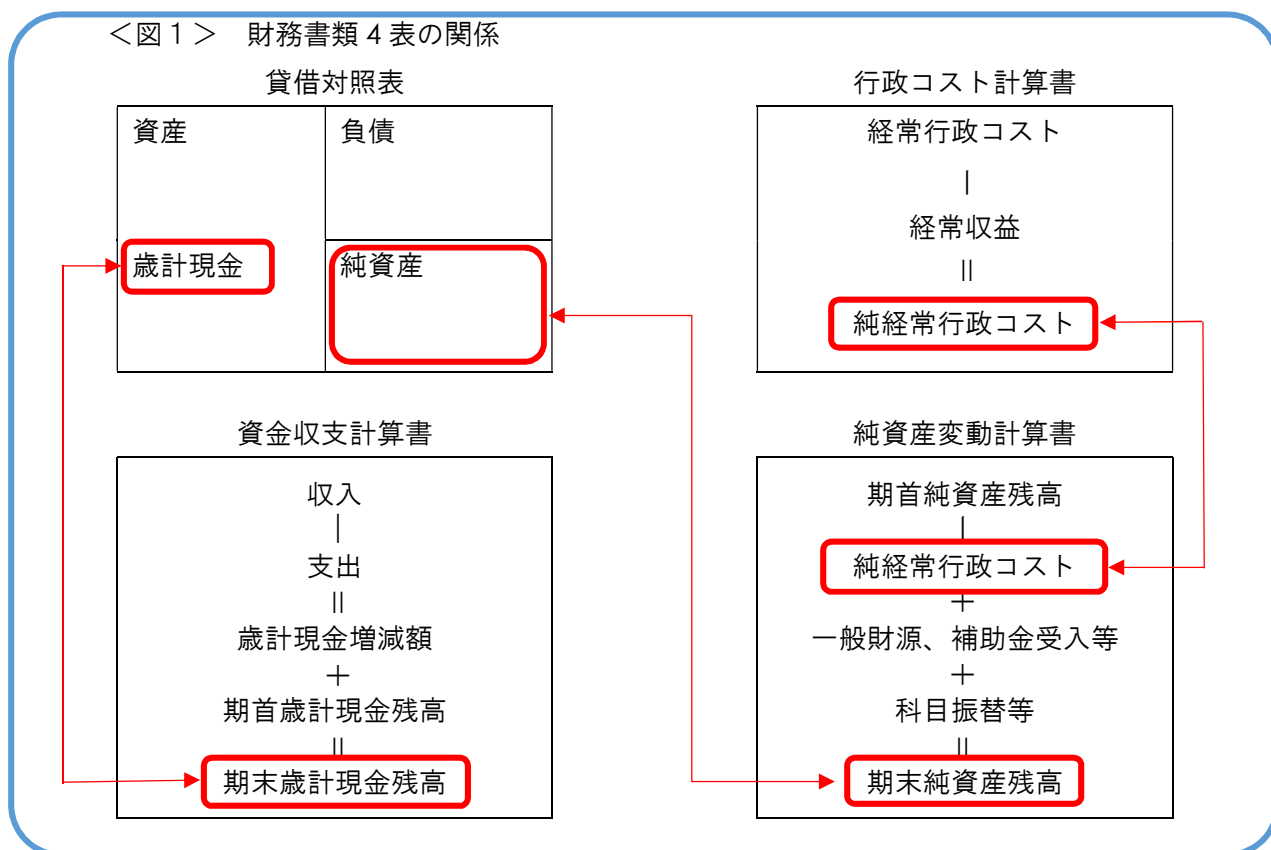 ＜図１＞　財務書類４表の関係
貸借対照表
資産
負債
歳計現金
純資産
行政コスト計算書
経常行政コスト
｜
経常収益
||
純経常行政コスト
資金収支計算書
収入
｜
支出
||
歳計現金増減額
＋
期首歳計現金残高
||
期末歳計現金残高
純資産変動計算書
期首純資産残高
｜
純経常行政コスト
＋
一般財源、補助金受入等
＋
科目振替等
||
期末純資産残高